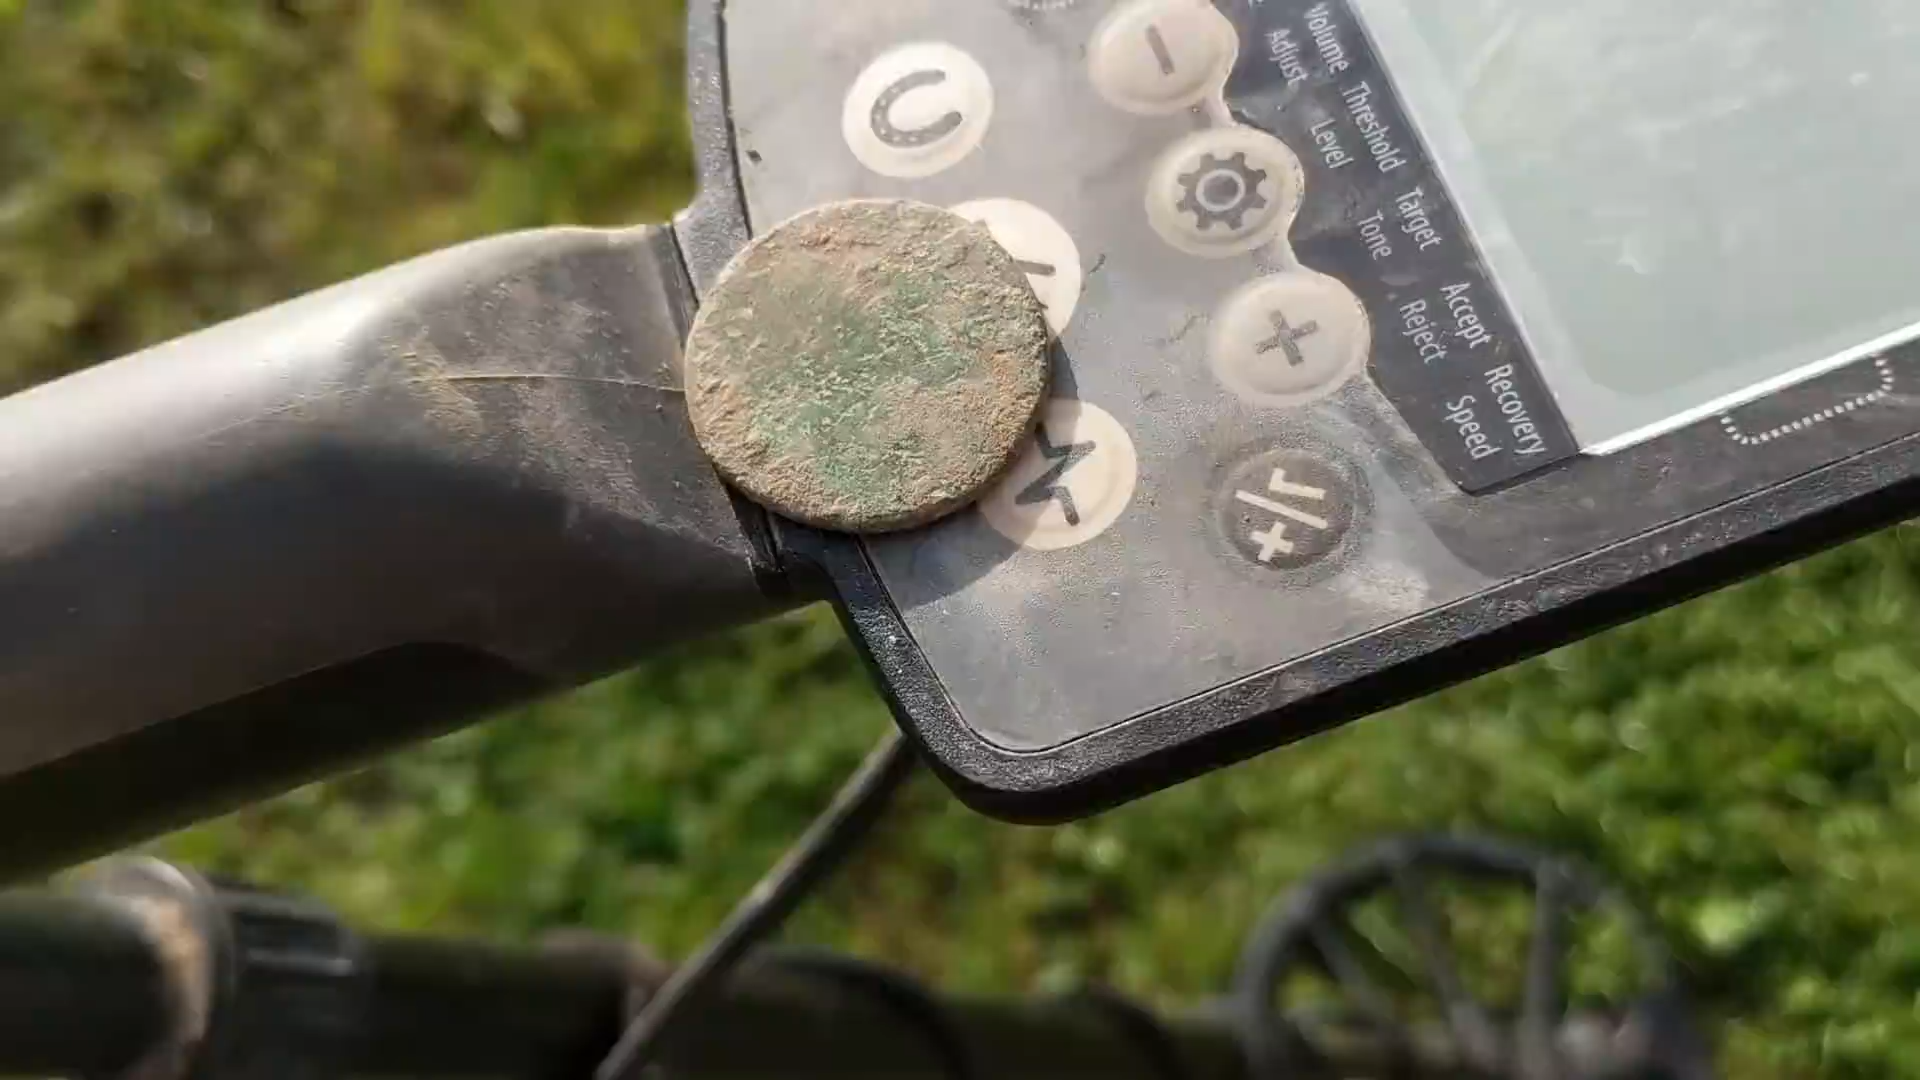 Volume Adjust
Threshold Level
Target Tone
Accept Reject
Recovery Speed
+/-